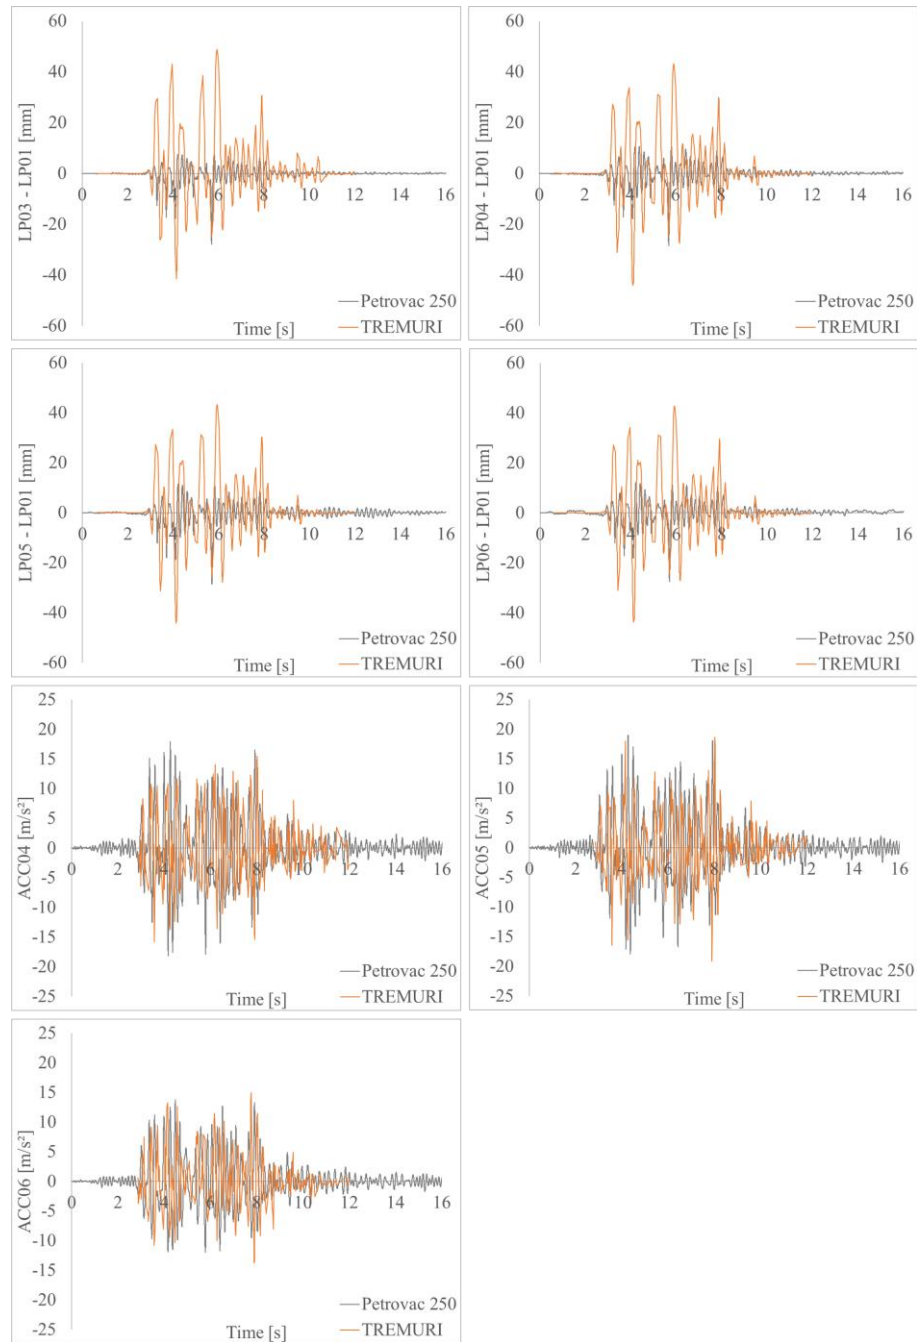 60
40
20
0
-20
-40
-60
LP03 - LP01 [mm]
0 2 4 6 8 10 12 14 16
Time [s]
Petrovac 250
TREMURI
60
40
20
0
-20
-40
-60
LP04 - LP01 [mm]
0 2 4 6 8 10 12 14 16
Time [s]
Petrovac 250
TREMURI
60
40
20
0
-20
-40
-60
LP05 - LP01 [mm]
0 2 4 6 8 10 12 14 16
Time [s]
Petrovac 250
TREMURI
60
40
20
0
-20
-40
-60
LP06 - LP01 [mm]
0 2 4 6 8 10 12 14 16
Time [s]
Petrovac 250
TREMURI
25
20
15
10
5
0
-5
-10
-15
-20
-25
ACC04 [m/s²]
0 2 4 6 8 10 12 14 16
Time [s]
Petrovac 250
TREMURI
25
20
15
10
5
0
-5
-10
-15
-20
-25
ACC05 [m/s²]
0 2 4 6 8 10 12 14 16
Time [s]
Petrovac 250
TREMURI
25
20
15
10
5
0
-5
-10
-15
-20
-25
ACC06 [m/s²]
0 2 4 6 8 10 12 14 16
Time [s]
Petrovac 250
TREMURI